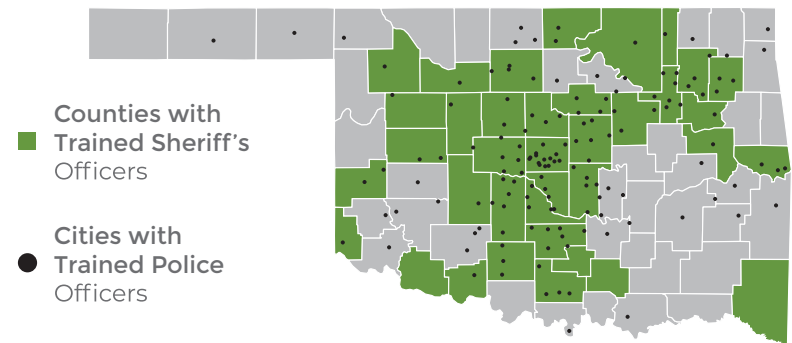 Counties with
Trained Sheriff's
Officers
Cities with
Trained Police
Officers